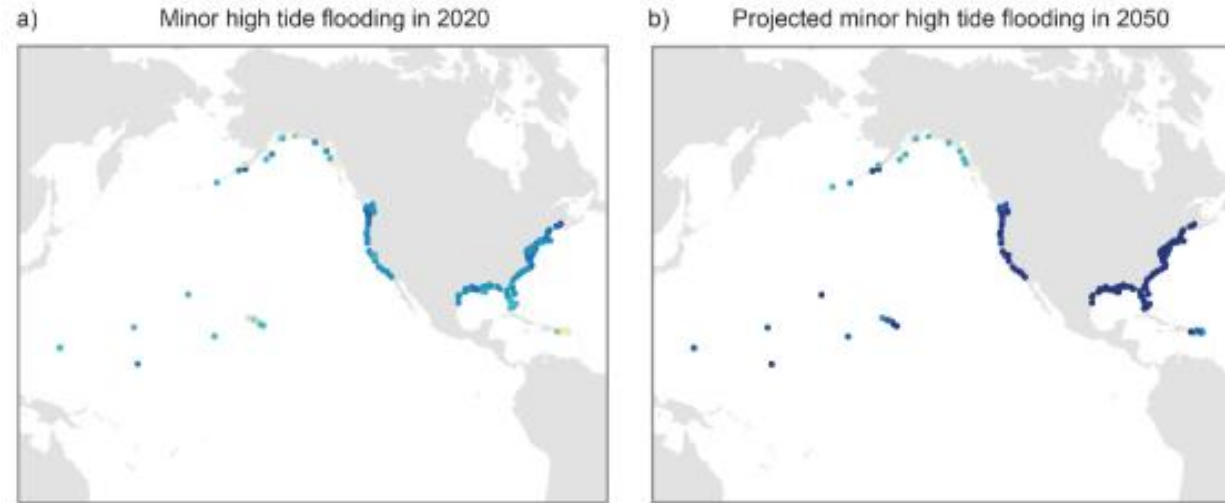 a) Minor high tide flooding in 2020
b) Projected minor high tide flooding in 2050